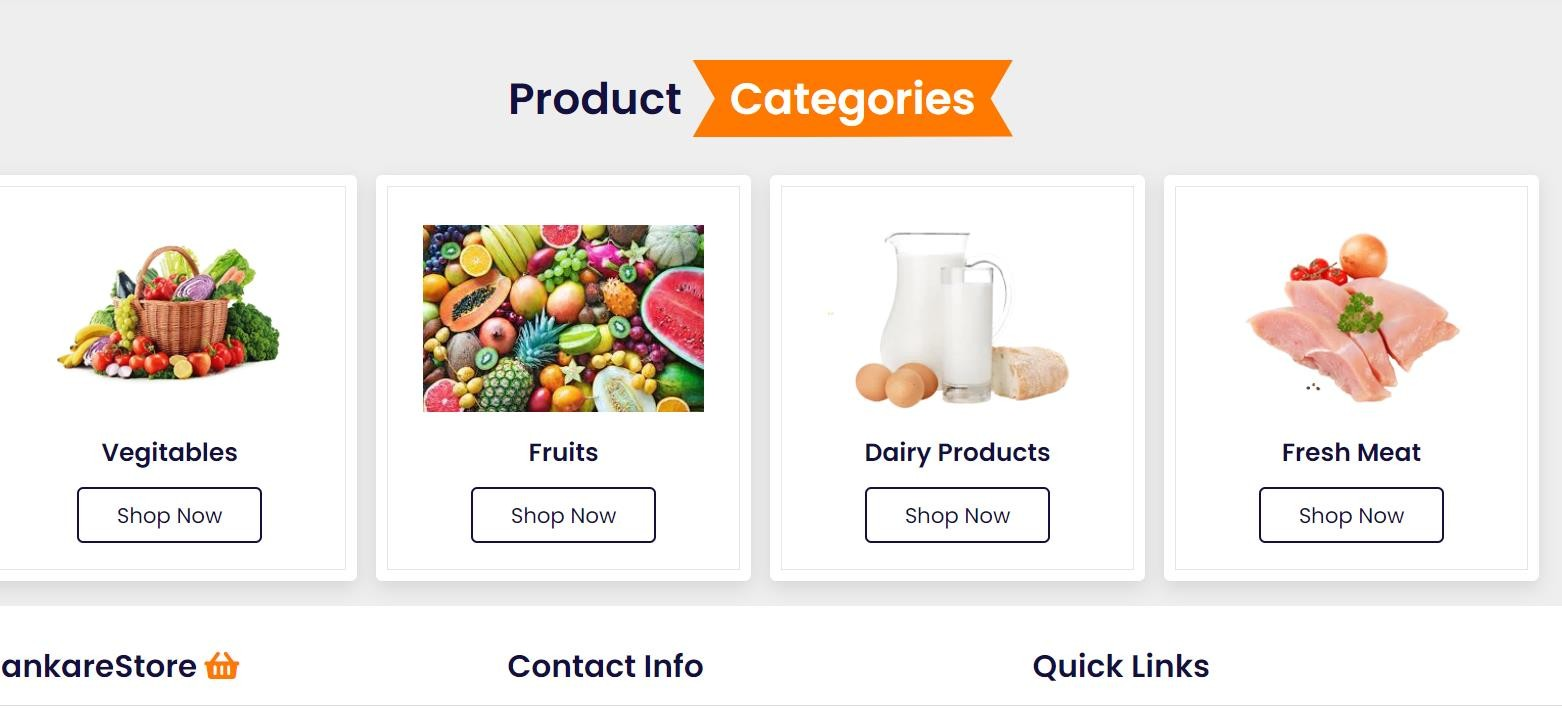 Product Categories
Vegitables
Fruits
Dairy Products
Fresh Meat
Shop Now
Shop Now
Shop Now
Shop Now
ankareStore
Contact Info
Quick Links